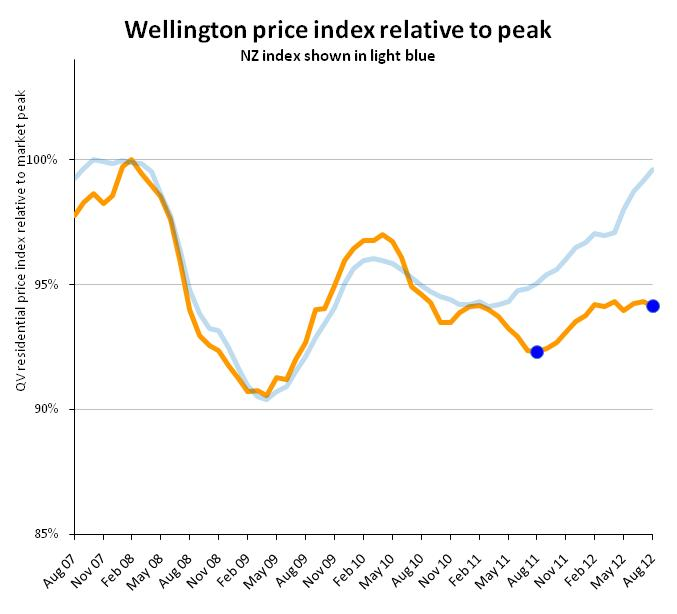 Wellington price index relative to peak
NZ index shown in light blue
QV residential price index relative to market peak
100%
95%
90%
85%
Aug 07
Nov 07
Feb 08
May 08
Aug 08
Nov 08
Feb 09
May 09
Aug 09
Nov 09
Feb 10
May 10
Aug 10
Nov 10
Feb 11
May 11
Aug 11
Nov 11
Feb 12
May 12
Aug 12